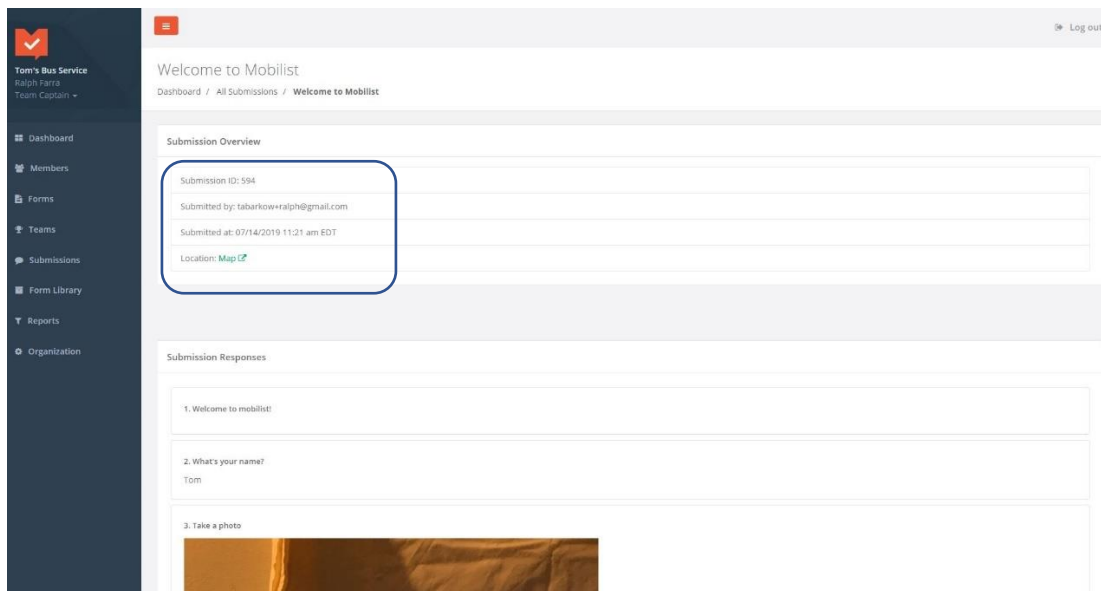 Log out
Tom's Bus Service
Ralph Farra
Team Captain
Dashboard
Members
Forms
Teams
Submissions
Form Library
Reports
Organization
Welcome to Mobilist
Dashboard / All Submissions / Welcome to Mobilist
Submission Overview
Submission ID: 594
Submitted by: tabarkow+ralph@gmail.com
Submitted at: 07/14/2019 11:21 am EDT
Location: Map
Submission Responses
1. Welcome to mobilist!
2. What's your name?
Tom
3. Take a photo